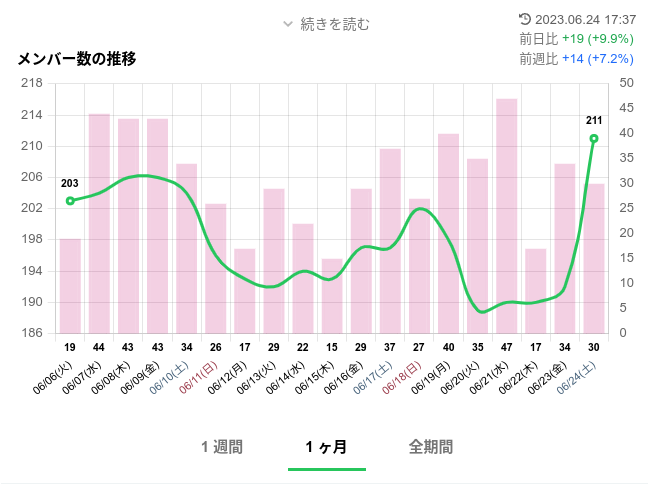 続きを読む
2023.06.24 17:37
前日比 +19 (+9.9%)
前週比 +14 (+7.2%)
メンバー数の推移
218 50
214 45
210 40
206 35
202 30
198 25
194 20
190 15
186 10
5
0
203
211
19 44 43 43 34 26 17 29 22 15 29 37 27 40 35 47 17 34 30
06/06(火) 06/07(水) 06/08(木) 06/09(金) 06/10(土) 06/11(日) 06/12(月) 06/13(火) 06/14(水) 06/15(木) 06/16(金) 06/17(土) 06/18(日) 06/19(月) 06/20(火) 06/21(水) 06/22(木) 06/23(金) 06/24(土)
1 週間 1 ヶ月 全期間